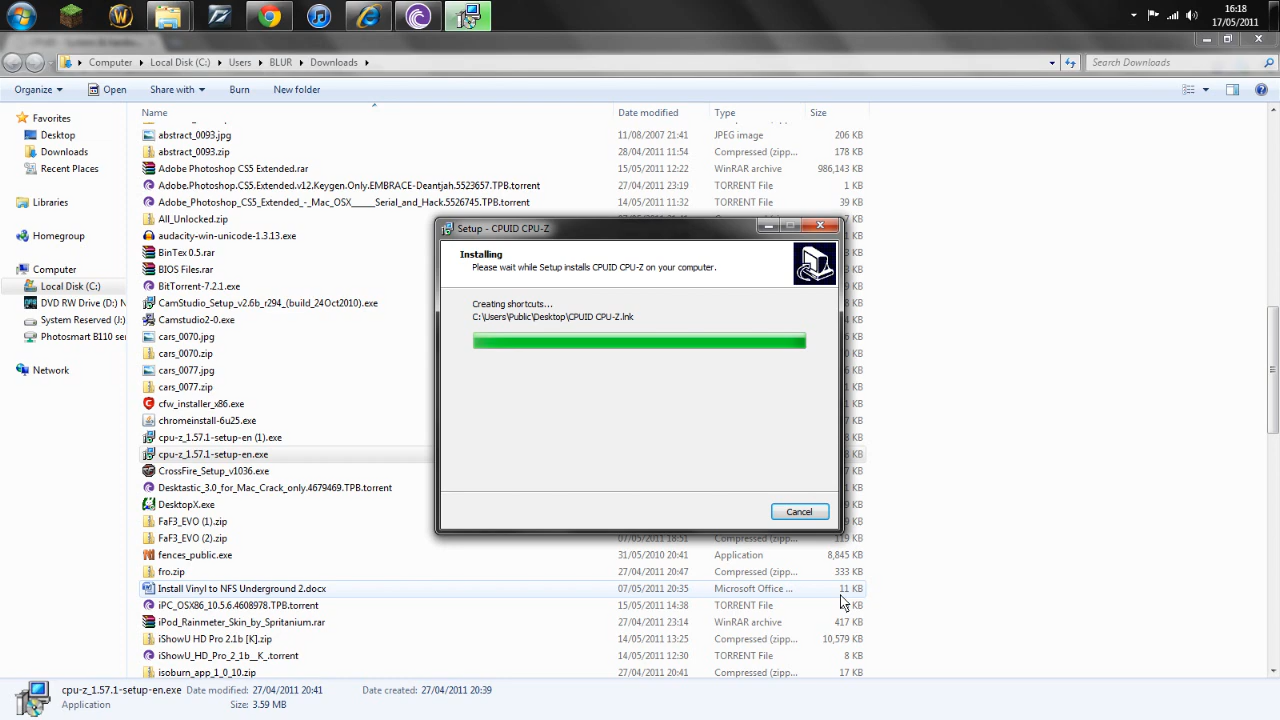 16:18
17/05/2011
Computer Local Disk (C:) Users BLUR Downloads
Search Downloads
Organize Open Share with Burn New folder
Name Date modified Type Size
Favorites
Desktop
Downloads
Recent Places
Libraries
Homegroup
Computer
Local Disk (C:)
DVD RW Drive (D:) N
System Reserved (J:)
Photosmart B110 se
Network
abstract_0093.jpg 11/08/2007 21:41 JPEG image 206 KB
abstract_0093.zip 28/04/2011 11:54 Compressed (zipp... 178 KB
Adobe Photoshop CS5 Extended.rar 15/05/2011 12:22 WinRAR archive 986,143 KB
Adobe.Photoshop.CS5.Extended.v12.Keygen.Only.EMBRACE-Deantjah.5523657.TPB.torrent 27/04/2011 23:19 TORRENT File 1 KB
Adobe_Photoshop_CS5_Extended_-_Mac_OSX_____Serial_and_Hack.5526745.TPB.torrent 14/05/2011 11:32 TORRENT File 39 KB
All_Unlocked.zip
audacity-win-unicode-1.3.13.exe
BinTex 0.5.rar
BIOS Files.rar
BitTorrent-7.2.1.exe
CamStudio_Setup_v2.6b_r294_(build_24Oct2010).exe
Camstudio2-0.exe
cars_0070.jpg
cars_0070.zip
cars_0077.jpg
cars_0077.zip
cfw_installer_x86.exe
chromeinstall-6u25.exe
cpu-z_1.57.1-setup-en (1).exe
cpu-z_1.57.1-setup-en.exe
CrossFire_Setup_v1036.exe
Desktastic_3.0_for_Mac_Crack_only.4679469.TPB.torrent
DesktopX.exe
FaF3_EVO (1).zip
FaF3_EVO (2).zip 07/05/2011 18:51 Compressed (zipp... 119 KB
fences_public.exe 31/05/2010 20:41 Application 8,845 KB
fro.zip 27/04/2011 20:47 Compressed (zipp... 333 KB
Install Vinyl to NFS Underground 2.docx 07/05/2011 20:35 Microsoft Office ... 11 KB
iPC_OSX86_10.5.6.4608978.TPB.torrent 15/05/2011 14:38 TORRENT File KB
iPod_Rainmeter_Skin_by_Spritanium.rar 27/04/2011 23:14 WinRAR archive 417 KB
iShowU HD Pro 2.1b [K].zip 14/05/2011 13:25 Compressed (zipp... 10,579 KB
iShowU_HD_Pro_2_1b__K_.torrent 14/05/2011 12:30 TORRENT File 8 KB
isoburn_app_1_0_10.zip 27/04/2011 20:41 Compressed (zipp... 17 KB
Setup - CPUID CPU-Z
Installing
Please wait while Setup installs CPUID CPU-Z on your computer.
Creating shortcuts...
C:\Users\Public\Desktop\CPUID CPU-Z.lnk
Cancel
cpu-z_1.57.1-setup-en.exe Date modified: 27/04/2011 20:41 Date created: 27/04/2011 20:39
Application Size: 3.59 MB